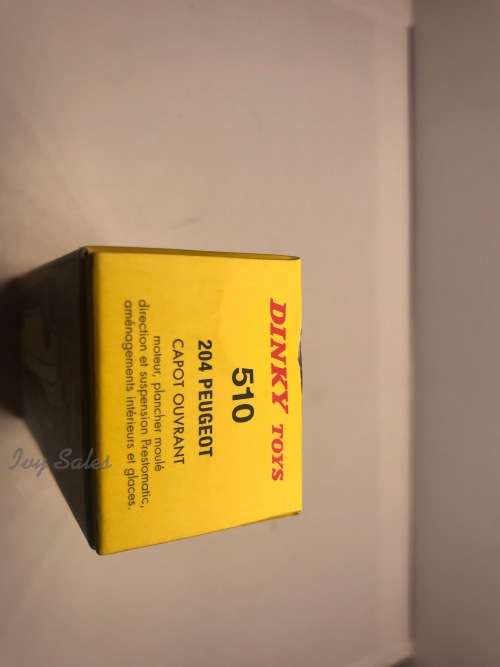 DINKY TOYS
510
204 PEUGEOT
CAPOT OUVRANT
moteur, plancher moulé
direction et suspension Prestomatic,
aménagements intérieurs et glaces.
Ivy Sales